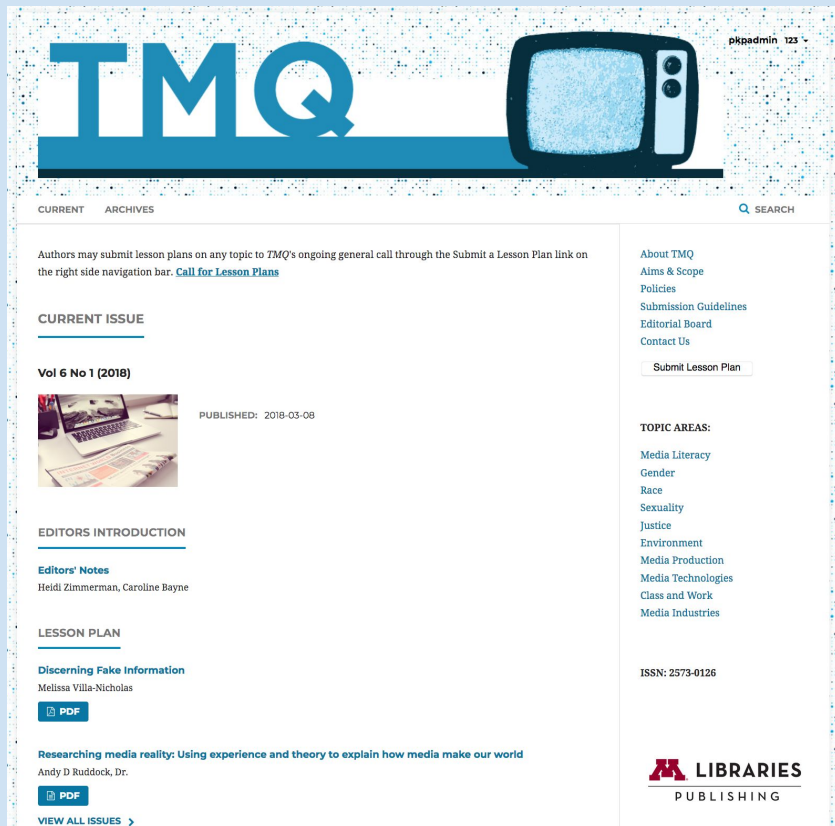 TMQ
pkpadmin 123
CURRENT ARCHIVES
SEARCH
Authors may submit lesson plans on any topic to TMQ's ongoing general call through the Submit a Lesson Plan link on
the right side navigation bar. Call for Lesson Plans
CURRENT ISSUE
Vol 6 No 1 (2018)
PUBLISHED: 2018-03-08
EDITORS INTRODUCTION
Editors' Notes
Heidi Zimmerman, Caroline Bayne
LESSON PLAN
Discerning Fake Information
Melissa Villa-Nicholas
PDF
Researching media reality: Using experience and theory to explain how media make our world
Andy D Ruddock, Dr.
PDF
VIEW ALL ISSUES
About TMQ
Aims & Scope
Policies
Submission Guidelines
Editorial Board
Contact Us
Submit Lesson Plan
TOPIC AREAS:
Media Literacy
Gender
Race
Sexuality
Justice
Environment
Media Production
Media Technologies
Class and Work
Media Industries
ISSN: 2573-0126
M LIBRARIES
PUBLISHING